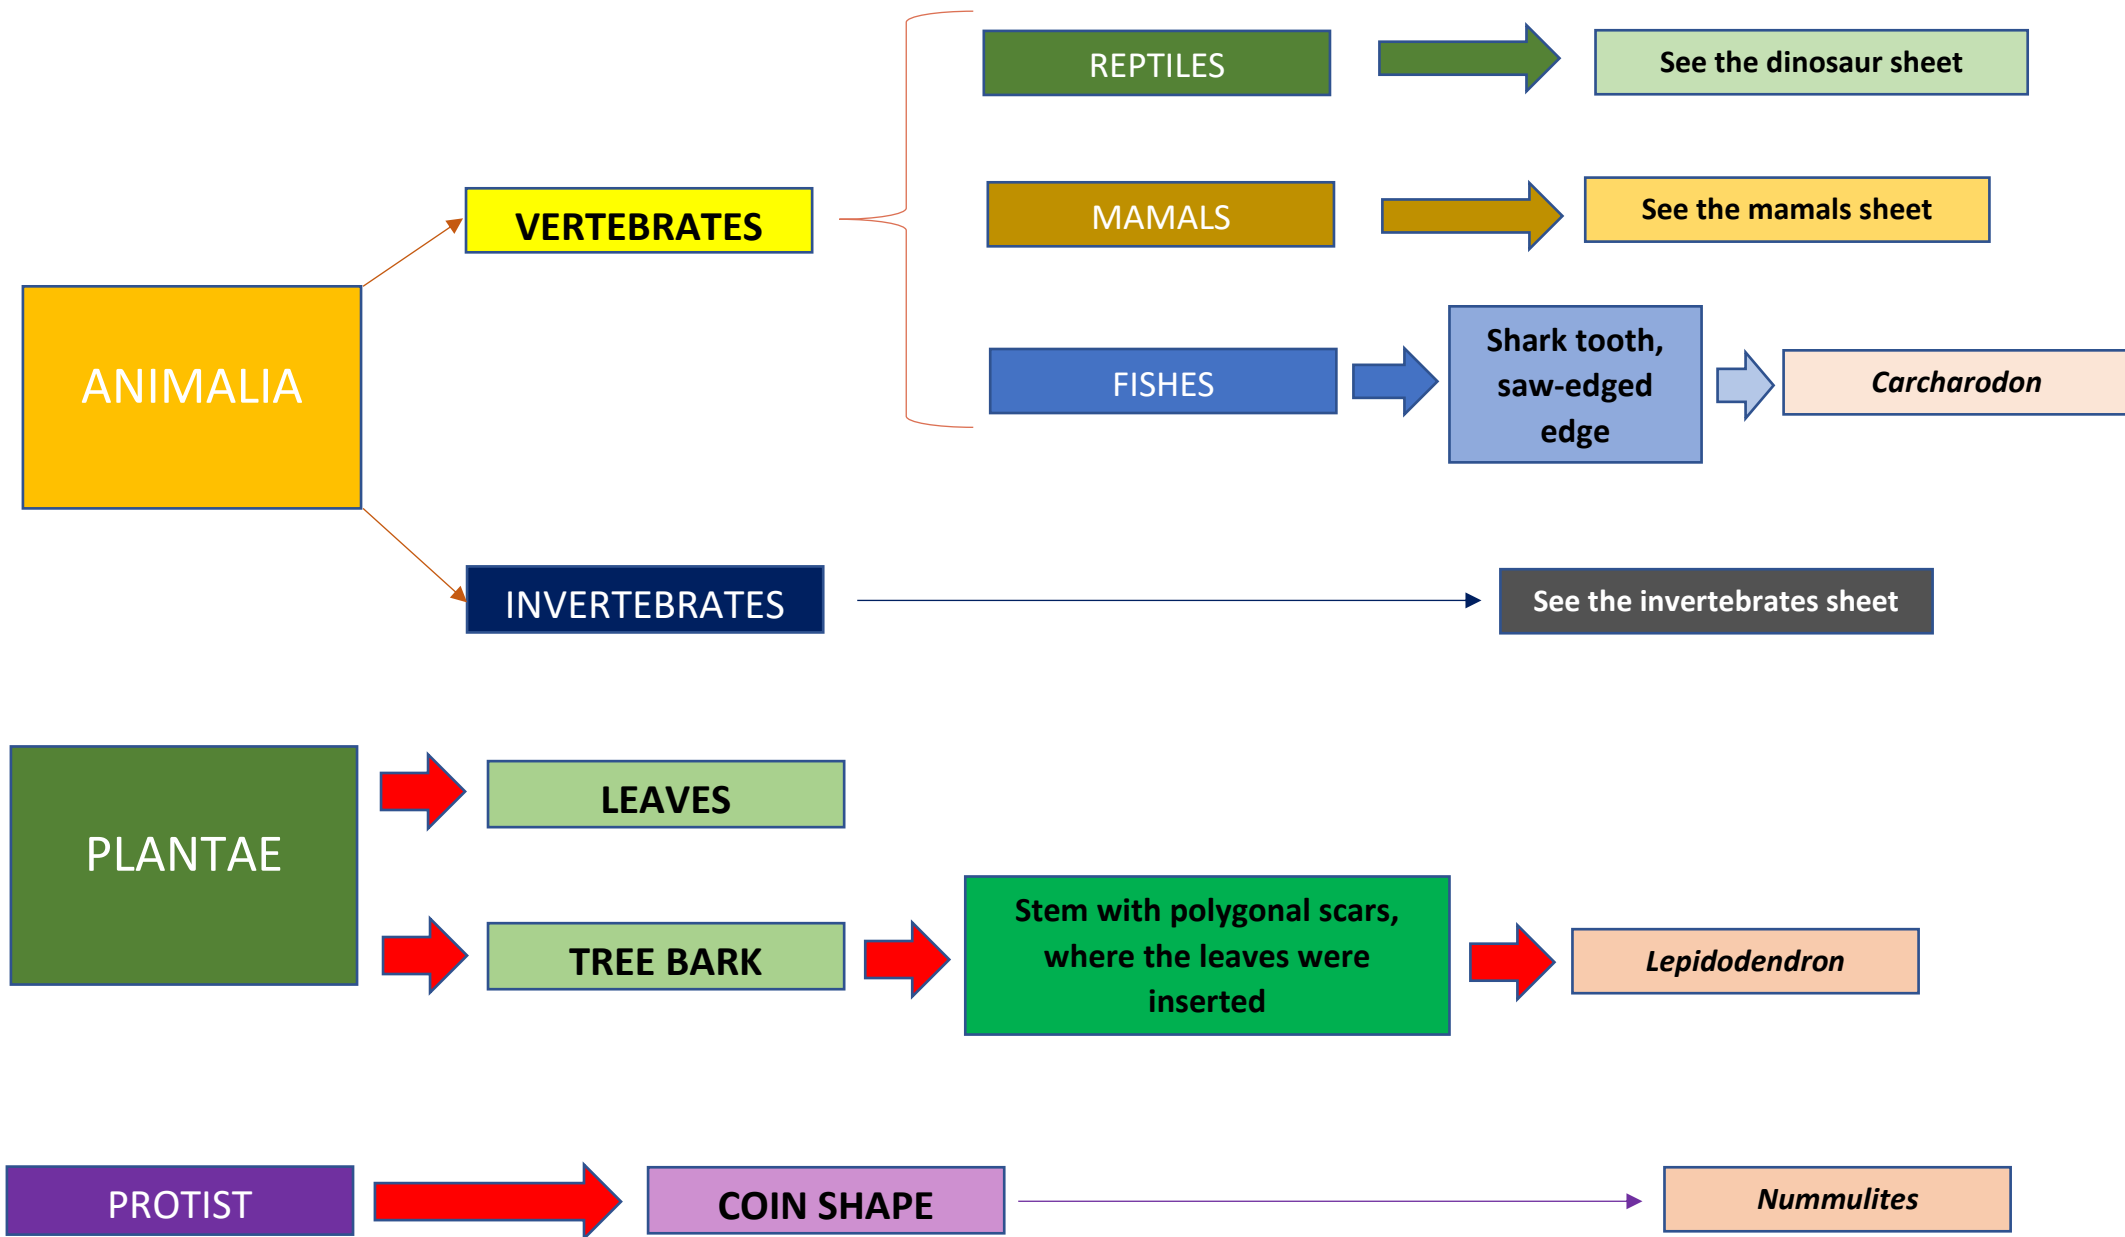 REPTILES
See the dinosaur sheet
VERTEBRATES
MAMALS
See the mamals sheet
ANIMALIA
FISHES
Shark tooth,
saw-edged
edge
Carcharodon
INVERTEBRATES
See the invertebrates sheet
PLANTAE
LEAVES
TREE BARK
Stem with polygonal scars,
where the leaves were
inserted
Lepidodendron
PROTIST
COIN SHAPE
Nummulites